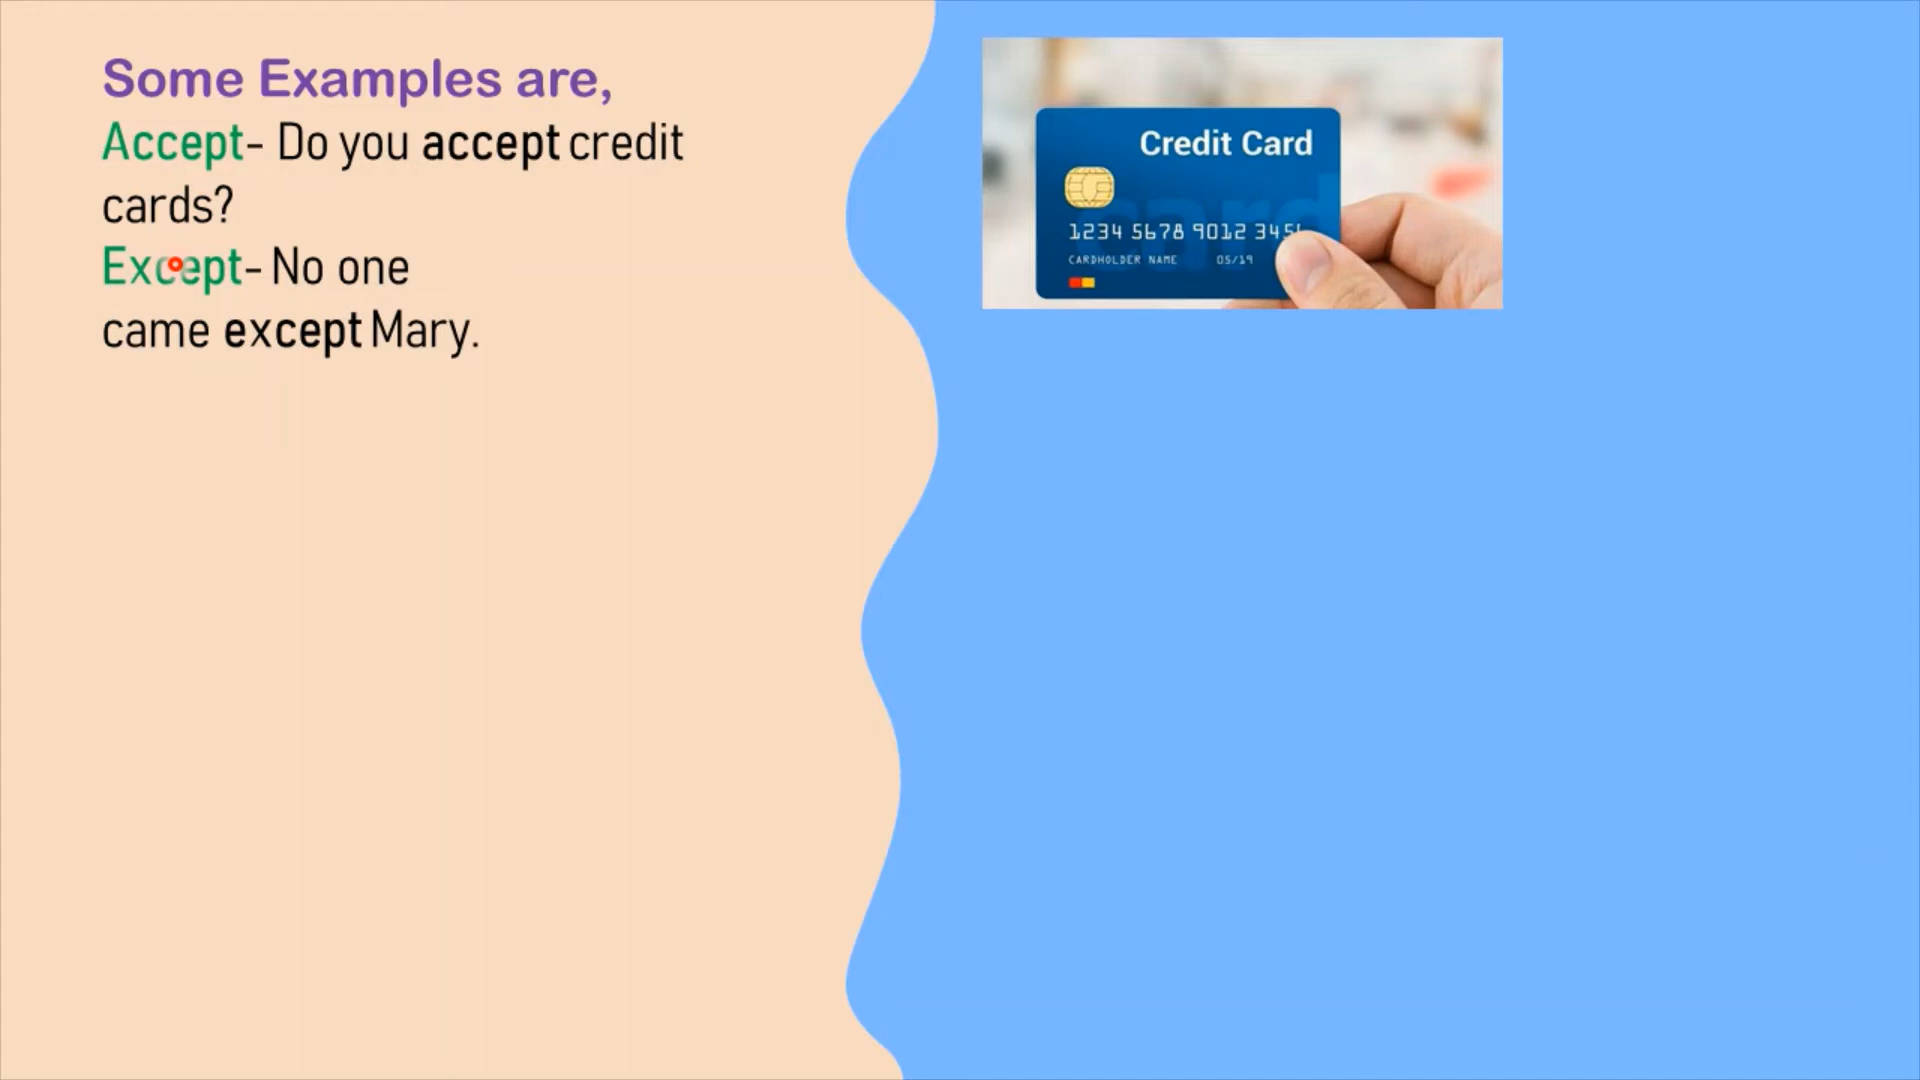 Some Examples are,
Accept- Do you accept credit
cards?
Except- No one
came except Mary.
Credit Card
card
1234 5678 9012 345
CARDHOLDER NAME 05/19